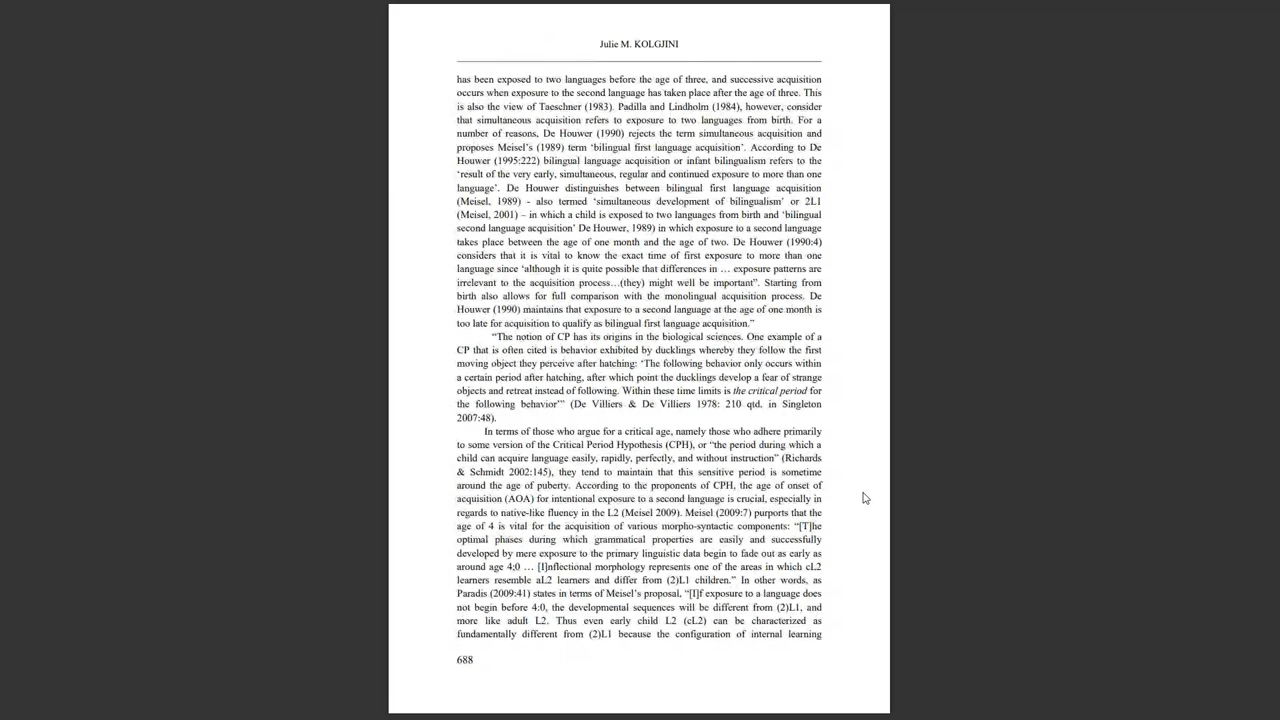 Julie M. KOLGJINI
has been exposed to two languages before the age of three, and successive acquisition
occurs when exposure to the second language has taken place after the age of three. This
is also the view of Taeschner (1983). Padilla and Lindholm (1984), however, consider
that simultaneous acquisition refers to exposure to two languages from birth. For a
number of reasons, De Houwer (1990) rejects the term simultaneous acquisition and
proposes Meisel's (1989) term ‘bilingual first language acquisition’. According to De
Houwer (1995:222) bilingual language acquisition or infant bilingualism refers to the
‘result of the very early, simultaneous, regular and continued exposure to more than one
language’. De Houwer distinguishes between bilingual first language acquisition
(Meisel, 1989) - also termed ‘simultaneous development of bilingualism’ or 2L1
(Meisel, 2001) – in which a child is exposed to two languages from birth and ‘bilingual
second language acquisition’ De Houwer, 1989) in which exposure to a second language
takes place between the age of one month and the age of two. De Houwer (1990:4)
considers that it is vital to know the exact time of first exposure to more than one
language since ‘although it is quite possible that differences in … exposure patterns are
irrelevant to the acquisition process…(they) might well be important”. Starting from
birth also allows for full comparison with the monolingual acquisition process. De
Houwer (1990) maintains that exposure to a second language at the age of one month is
too late for acquisition to qualify as bilingual first language acquisition.”
“The notion of CP has its origins in the biological sciences. One example of a
CP that is often cited is behavior exhibited by ducklings whereby they follow the first
moving object they perceive after hatching: ‘The following behavior only occurs within
a certain period after hatching, after which point the ducklings develop a fear of strange
objects and retreat instead of following. Within these time limits is the critical period for
the following behavior’” (De Villiers & De Villiers 1978: 210 qtd. in Singleton
2007:48).
In terms of those who argue for a critical age, namely those who adhere primarily
to some version of the Critical Period Hypothesis (CPH), or “the period during which a
child can acquire language easily, rapidly, perfectly, and without instruction” (Richards
& Schmidt 2002:145), they tend to maintain that this sensitive period is sometime
around the age of puberty. According to the proponents of CPH, the age of onset of
acquisition (AOA) for intentional exposure to a second language is crucial, especially in
regards to native-like fluency in the L2 (Meisel 2009). Meisel (2009:7) purports that the
age of 4 is vital for the acquisition of various morpho-syntactic components: “[T]he
optimal phases during which grammatical properties are easily and successfully
developed by mere exposure to the primary linguistic data begin to fade out as early as
around age 4;0 … [I]nflectional morphology represents one of the areas in which cL2
learners resemble aL2 learners and differ from (2)L1 children.” In other words, as
Paradis (2009:41) states in terms of Meisel’s proposal, “[I]f exposure to a language does
not begin before 4:0, the developmental sequences will be different from (2)L1, and
more like adult L2. Thus even early child L2 (cL2) can be characterized as
fundamentally different from (2)L1 because the configuration of internal learning
688